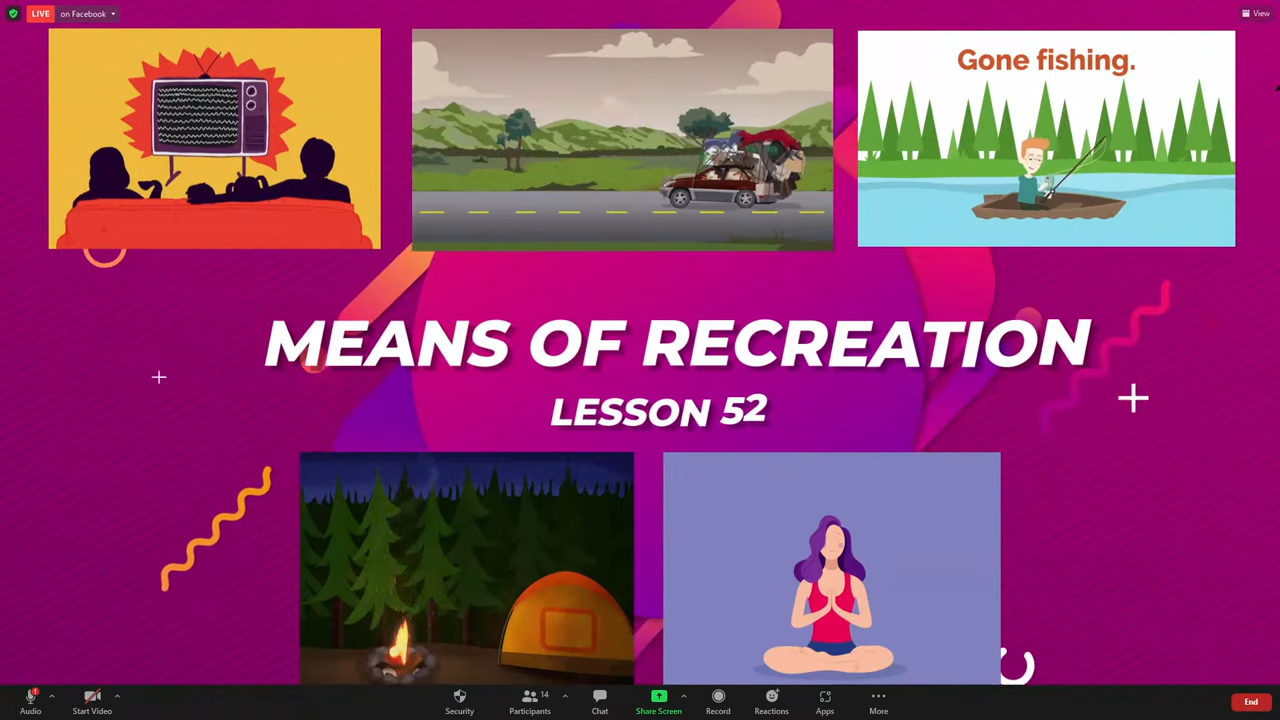 LIVE
on Facebook
View
Gone fishing.
MEANS OF RECREATION
LESSON 52
Audio
Start Video
Security
14
Participants
Chat
Share Screen
Record
Reactions
Apps
More
End